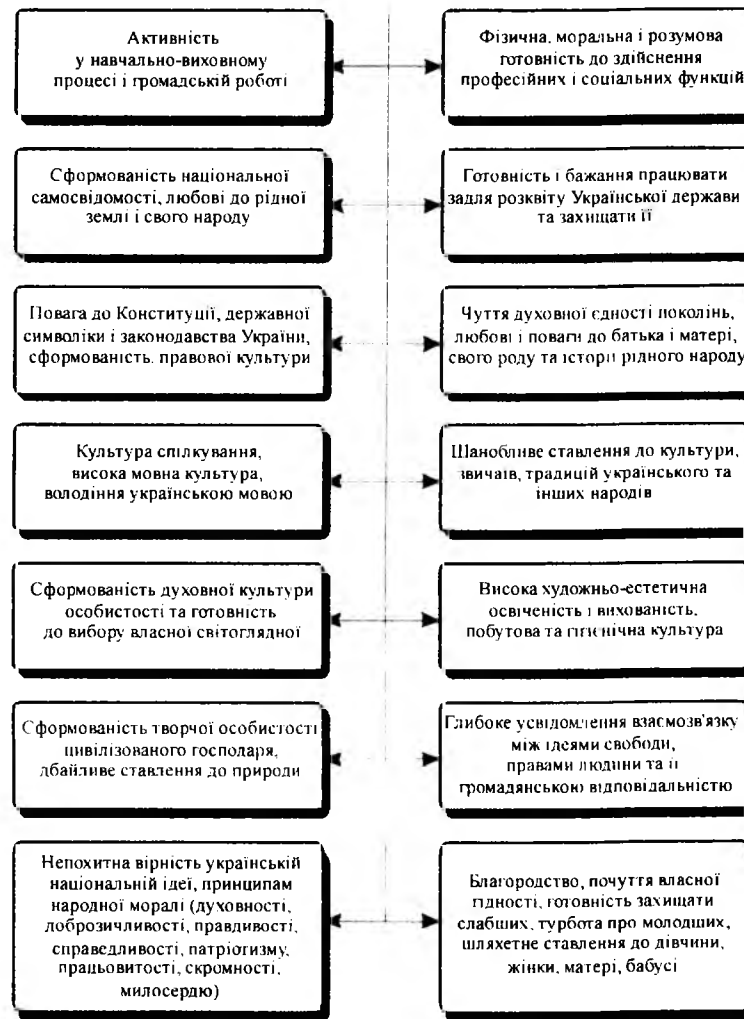 Активність
у навчально-виховному
процесі і громадській роботі
Фізична, моральна і розумова
готовність до здійснення
професійних і соціальних функцій
Сформованість національної
самосвідомості, любові до рідної
землі і свого народу
Готовність і бажання працювати
задля розквіту Української держави
та захищати її
Повага до Конституції, державної
символіки і законодавства України,
сформованість. правової культури
Чуття духовної єдності поколінь,
любові і поваги до батька і матері,
свого роду та історії рідного народу
Культура спілкування,
висока мовна культура,
володіння українською мовою
Шанобливе ставлення до культури,
звичаїв, традицій українського та
інших народів
Сформованість духовної культури
особистості та готовність
до вибору власної світоглядної
Висока художньо-естетична
освіченість і вихованість,
побутова та гігієнічна культура
Сформованість творчої особистості
цивілізованого господаря,
дбайливе ставлення до природи
Глибоке усвідомлення взаємозв'язку
між ідеями свободи,
правами людини та її
громадянською відповідальністю
Непохитна вірність українській
національній ідеї, принципам
народної моралі (духовності,
доброзичливості, правдивості,
справедливості, патріотизму,
працьовитості, скромності,
милосердю)
Благородство, почуття власної
гідності, готовність захищати
слабших, турбота про молодших,
шляхетне ставлення до дівчини,
жінки, матері, бабусі